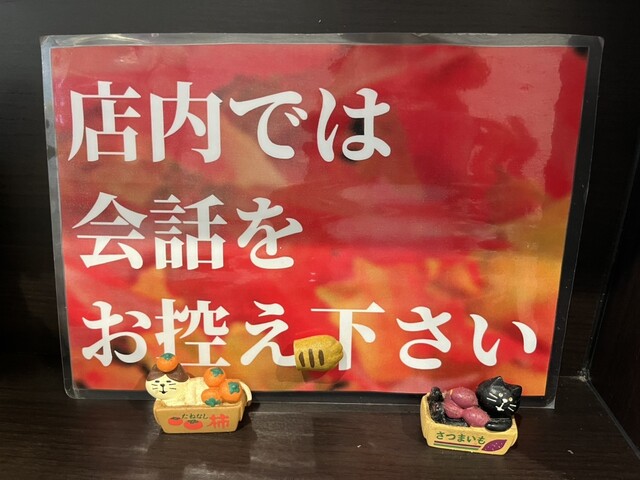 店内では
会話を
お控え下さい
たねなし
柿
さつまいも